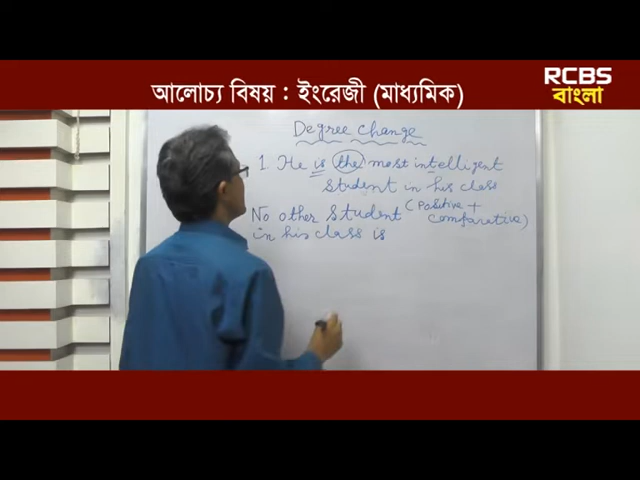 RCBS
বাংলা
আলোচ্য বিষয় : ইংরেজী (মাধ্যমিক)
Degree change
1 He is the most intelligent
student in his class
(Positive +
comparative)
No other student
in his class is